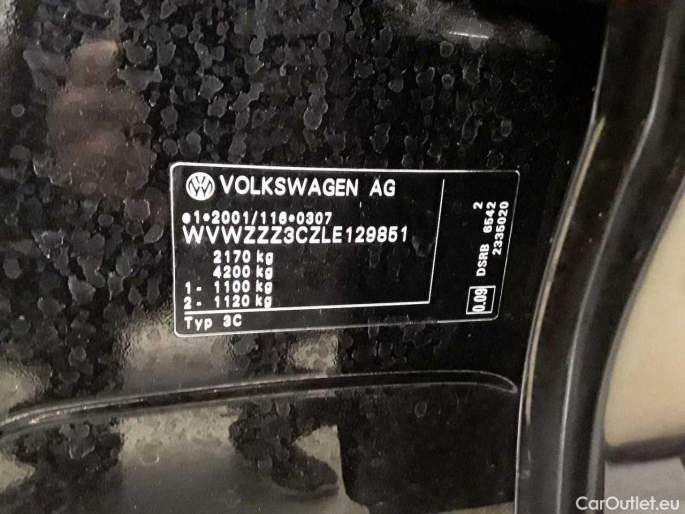 VOLKSWAGEN AG
e1*2001/116*0307
WVWZZZ3CZLE129851
2170 kg
4200 kg
1- 1100 kg
2- 1120 kg
Typ 3C
2
DSRB 6542
2335020
0.09
CarOutlet.eu